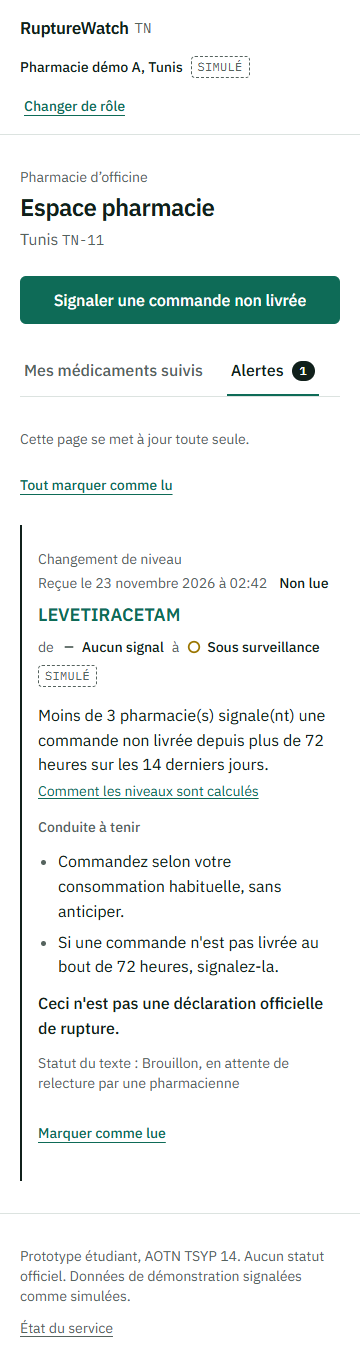 RuptureWatch TN
Pharmacie démo A, Tunis SIMULÉ
Changer de rôle
Pharmacie d’officine
Espace pharmacie
Tunis TN-11
Signaler une commande non livrée
Mes médicaments suivis Alertes 1
Cette page se met à jour toute seule.
Tout marquer comme lu
Changement de niveau
Reçue le 23 novembre 2026 à 02:42 Non lue
LEVETIRACETAM
de — Aucun signal à Sous surveillance
SIMULÉ
Moins de 3 pharmacie(s) signale(nt) une
commande non livrée depuis plus de 72
heures sur les 14 derniers jours.
Comment les niveaux sont calculés
Conduite à tenir
• Commandez selon votre
consommation habituelle, sans
anticiper.
• Si une commande n'est pas livrée au
bout de 72 heures, signalez-la.
Ceci n'est pas une déclaration officielle
de rupture.
Statut du texte : Brouillon, en attente de
relecture par une pharmacienne
Marquer comme lue
Prototype étudiant, AOTN TSYP 14. Aucun statut
officiel. Données de démonstration signalées
comme simulées.
État du service